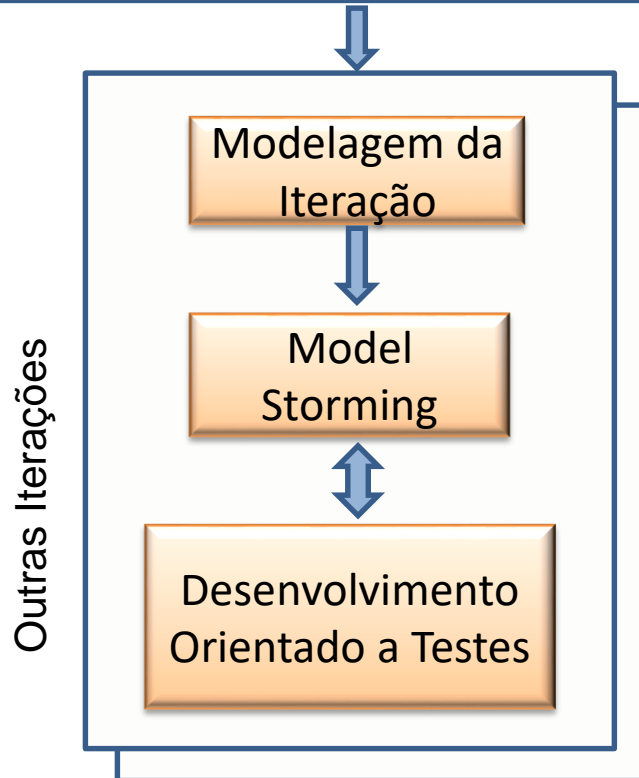 Modelagem da
Iteração
Model
Storming
Desenvolvimento
Orientado a Testes
Outras Iterações